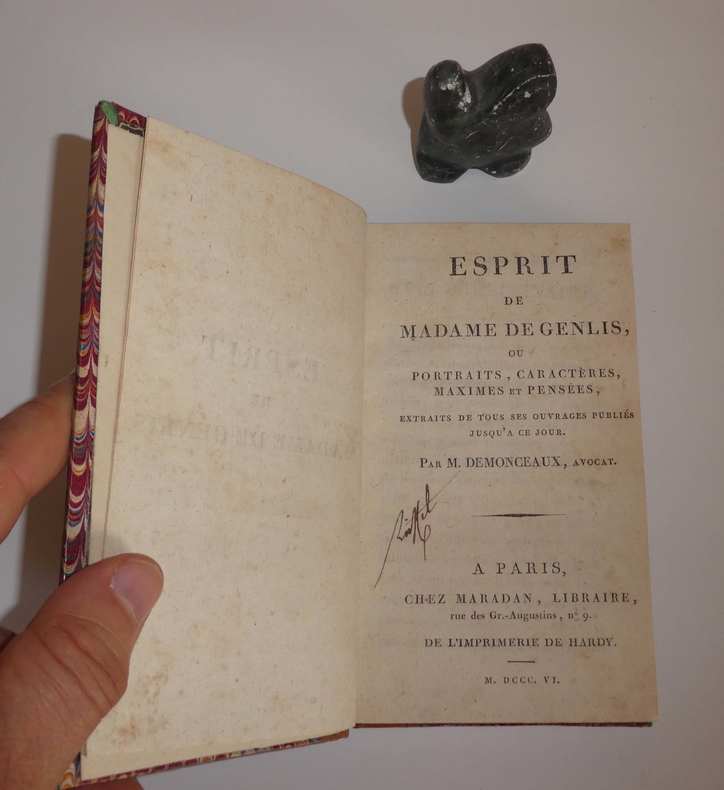 ESPRIT
DE
MADAME DE GENLIS,
OU
PORTRAITS, CARACTÈRES,
MAXIMES ET PENSÉES,
EXTRAITS DE TOUS SES OUVRAGES PUBLIÉS
JUSQU'A CE JOUR.
PAR M. DEMONCEAUX, AVOCAT.
A PARIS,
CHEZ MARADAN, LIBRAIRE,
rue des Gr.-Augustins, n° 9.
DE L'IMPRIMERIE DE HARDY.
M. DCCC. VI.